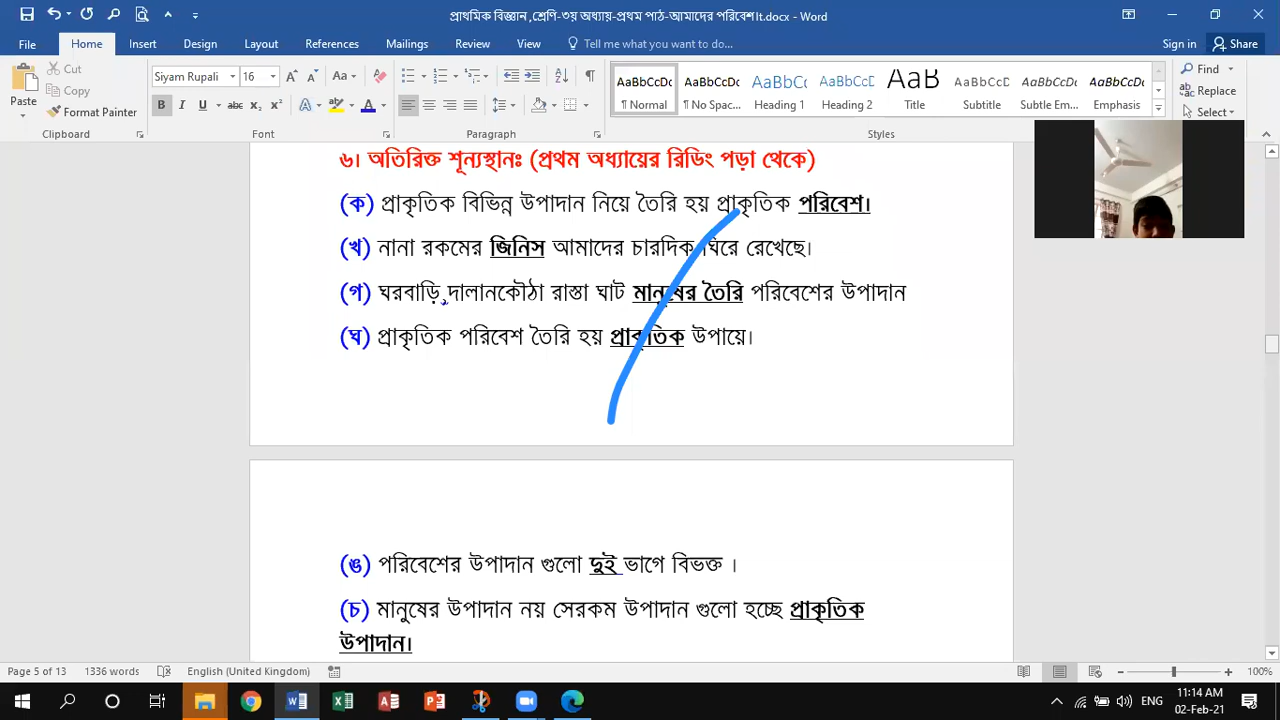 প্রাথমিক বিজ্ঞান ,শ্রেণি-৩য় অধ্যায়-প্রথম পাঠ-আমাদের পরিবেশlt.docx - Word
File Home Insert Design Layout References Mailings Review View Tell me what you want to do... Sign in Share
Cut
Copy
Format Painter
Paste
Siyam Rupali 16
AaBbCcDc AaBbCcDc AaBbCc AaBbCcC AaB AaBbCcD AaBbCcDc AaBbCcDc
¶ Normal ¶ No Spac... Heading 1 Heading 2 Title Subtitle Subtle Em... Emphasis
Find
Replace
Select
Clipboard Font Paragraph Styles
৬। অতিরিক্ত শূন্যস্থানঃ (প্রথম অধ্যায়ের রিডিং পড়া থেকে)
(ক) প্রাকৃতিক বিভিন্ন উপাদান নিয়ে তৈরি হয় প্রাকৃতিক পরিবেশ।
(খ) নানা রকমের জিনিস আমাদের চারদিক ঘিরে রেখেছে।
(গ) ঘরবাড়ি,দালানকৌঠা রাস্তা ঘাট মানুষের তৈরি পরিবেশের উপাদান
(ঘ) প্রাকৃতিক পরিবেশ তৈরি হয় প্রাকৃতিক উপায়ে।
(ঙ) পরিবেশের উপাদান গুলো দুই ভাগে বিভক্ত ।
(চ) মানুষের উপাদান নয় সেরকম উপাদান গুলো হচ্ছে প্রাকৃতিক
উপাদান।
Page 5 of 13 1336 words English (United Kingdom) 100%
ENG 11:14 AM
02-Feb-21